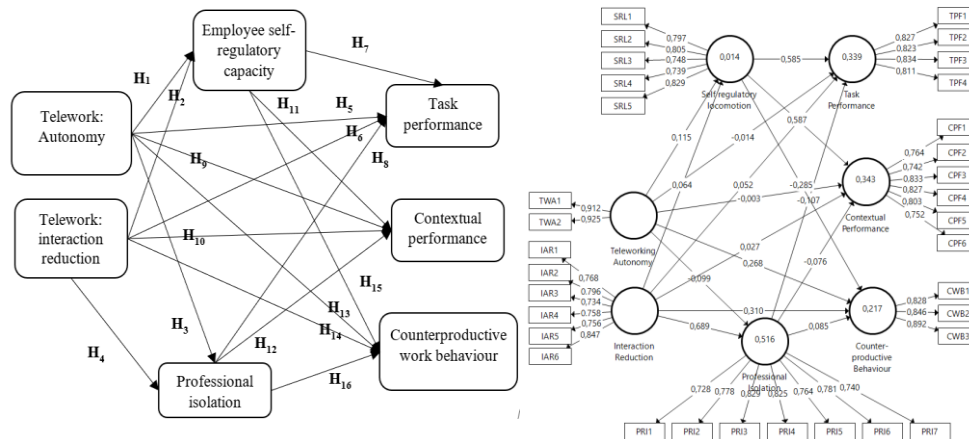 Employee self-
regulatory
capacity
H7
H1
H2
H11
H5
H6
Telework:
Autonomy
Task
performance
H9
H8
Telework:
interaction
reduction
H10
Contextual
performance
H15
H13
H14
H3
H12
H4
Counterproductive
work behaviour
Professional
isolation
H16
SRL1
SRL2
SRL3
SRL4
SRL5
0,797
0,805
0,748
0,739
0,829
0,014
Self-regulatory
locomotion
0,585
0,339
Task
Performance
0,827
0,823
0,834
0,811
TPF1
TPF2
TPF3
TPF4
0,587
0,115
-0,014
0,064
0,052
-0,003
-0,285
-0,107
0,343
Contextual
Performance
0,764
0,742
0,833
0,827
0,803
0,752
CPF1
CPF2
CPF3
CPF4
CPF5
CPF6
TWA1
TWA2
0,912
0,925
Teleworking
Autonomy
0,027
0,268
-0,076
-0,099
IAR1
IAR2
IAR3
IAR4
IAR5
IAR6
0,768
0,796
0,734
0,758
0,756
0,847
Interaction
Reduction
0,310
0,689
0,085
0,516
Professional
Isolation
0,217
Counter-
productive
Behaviour
0,828
0,846
0,892
CWB1
CWB2
CWB3
0,728
0,778
0,829
0,825
0,764
0,781
0,740
PRI1
PRI2
PRI3
PRI4
PRI5
PRI6
PRI7